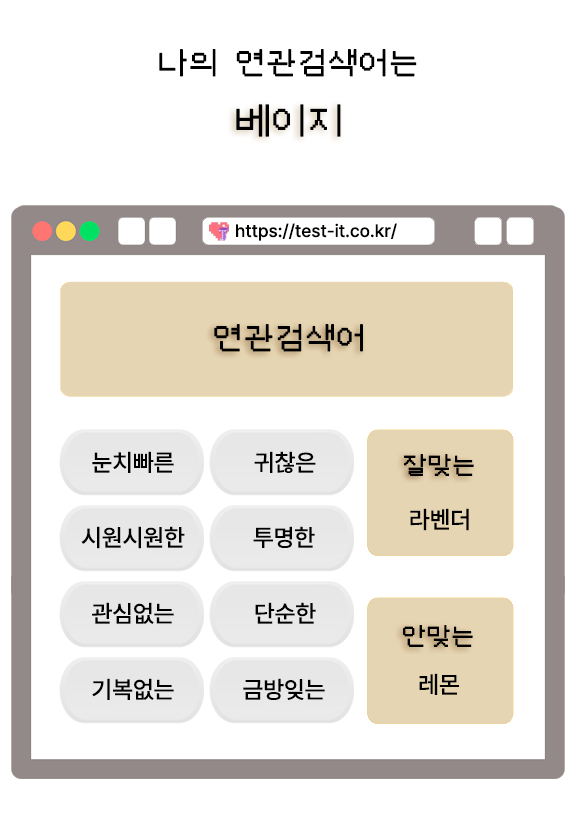 나의 연관검색어는
베이지
https://test-it.co.kr/
연관검색어
눈치빠른
귀찮은
시원시원한
투명한
관심없는
단순한
기복없는
금방잊는
잘맞는
라벤더
안맞는
레몬